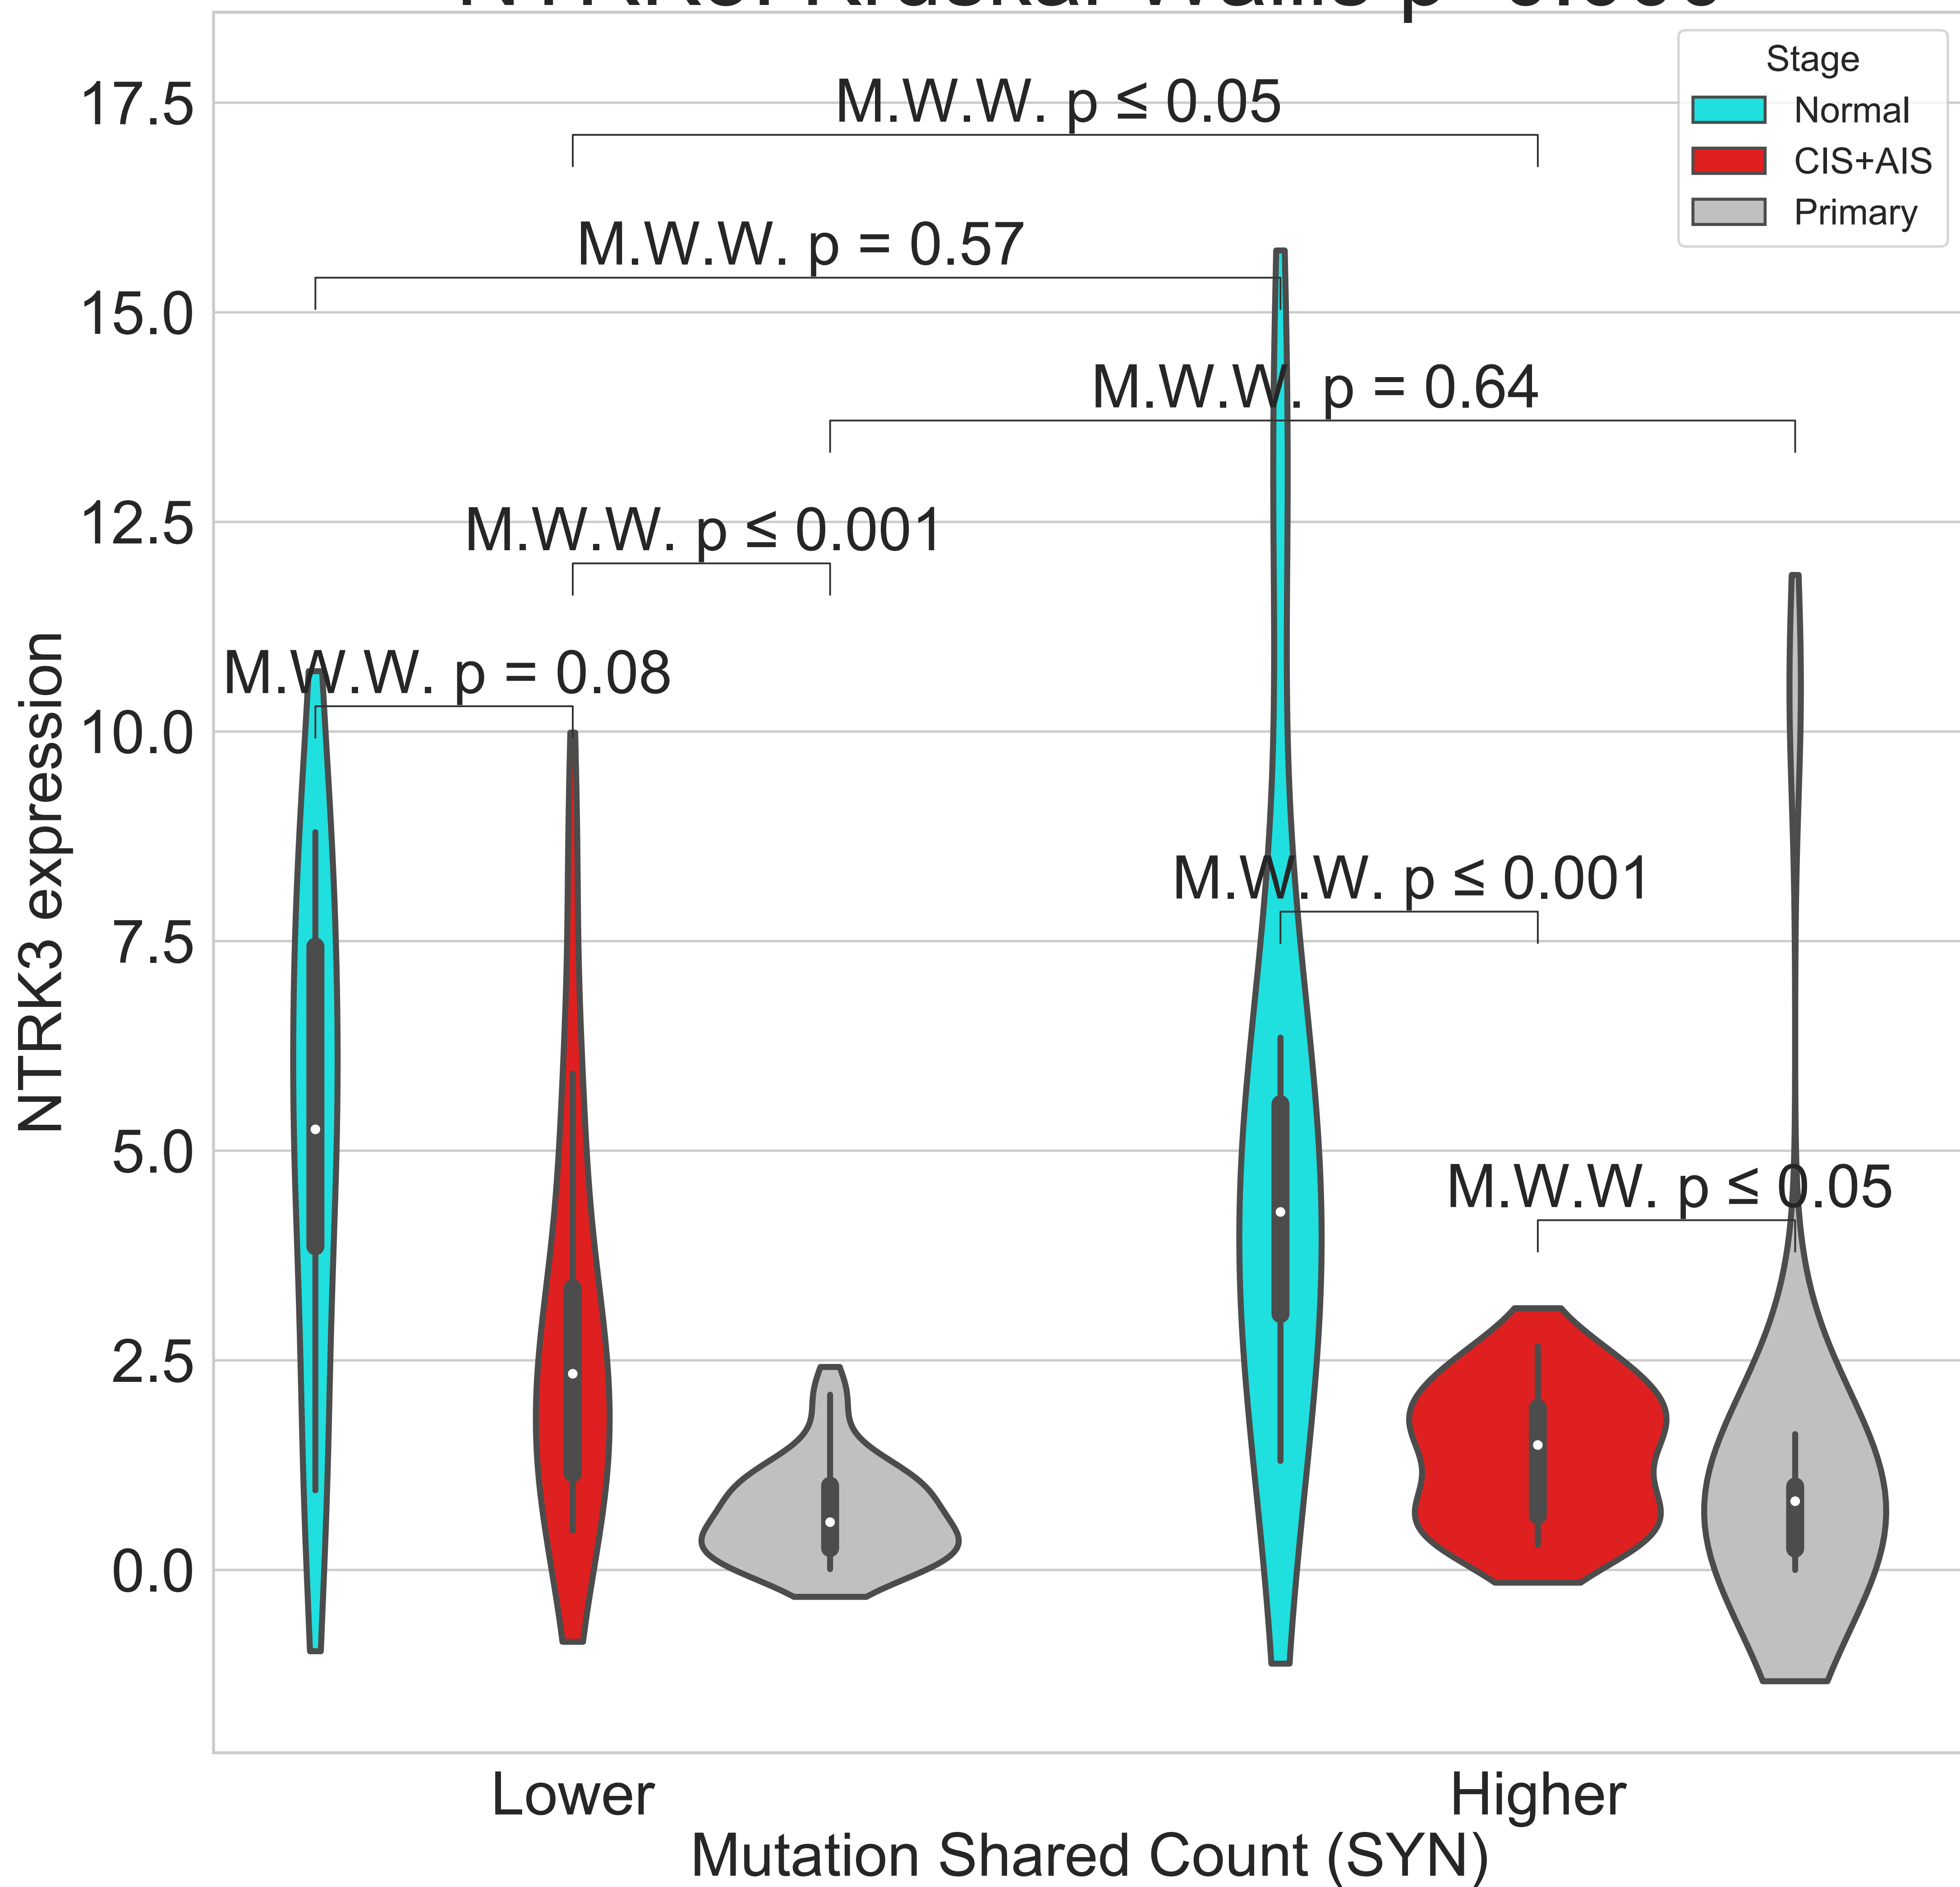 Stage
Normal
CIS+AIS
Primary
17.5
15.0
12.5
10.0
7.5
5.0
2.5
0.0
NTRK3 expression
M.W.W. p ≤ 0.05
M.W.W. p = 0.57
M.W.W. p = 0.64
M.W.W. p ≤ 0.001
M.W.W. p = 0.08
M.W.W. p ≤ 0.001
M.W.W. p ≤ 0.05
Lower
Higher
Mutation Shared Count (SYN)